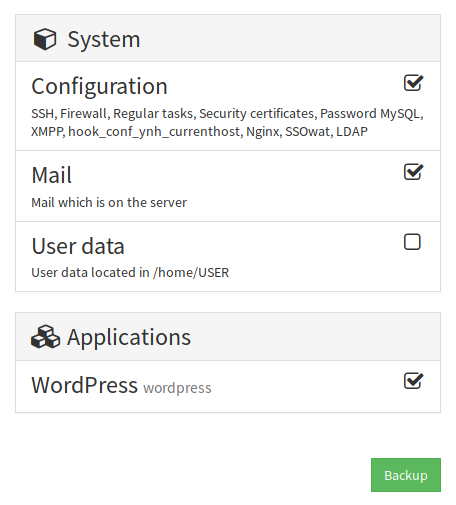 System
Configuration
SSH, Firewall, Regular tasks, Security certificates, Password MySQL,
XMPP, hook_conf_ynh_currenthost, Nginx, SSOwat, LDAP
Mail
Mail which is on the server
User data
User data located in /home/USER
Applications
WordPress wordpress
Backup